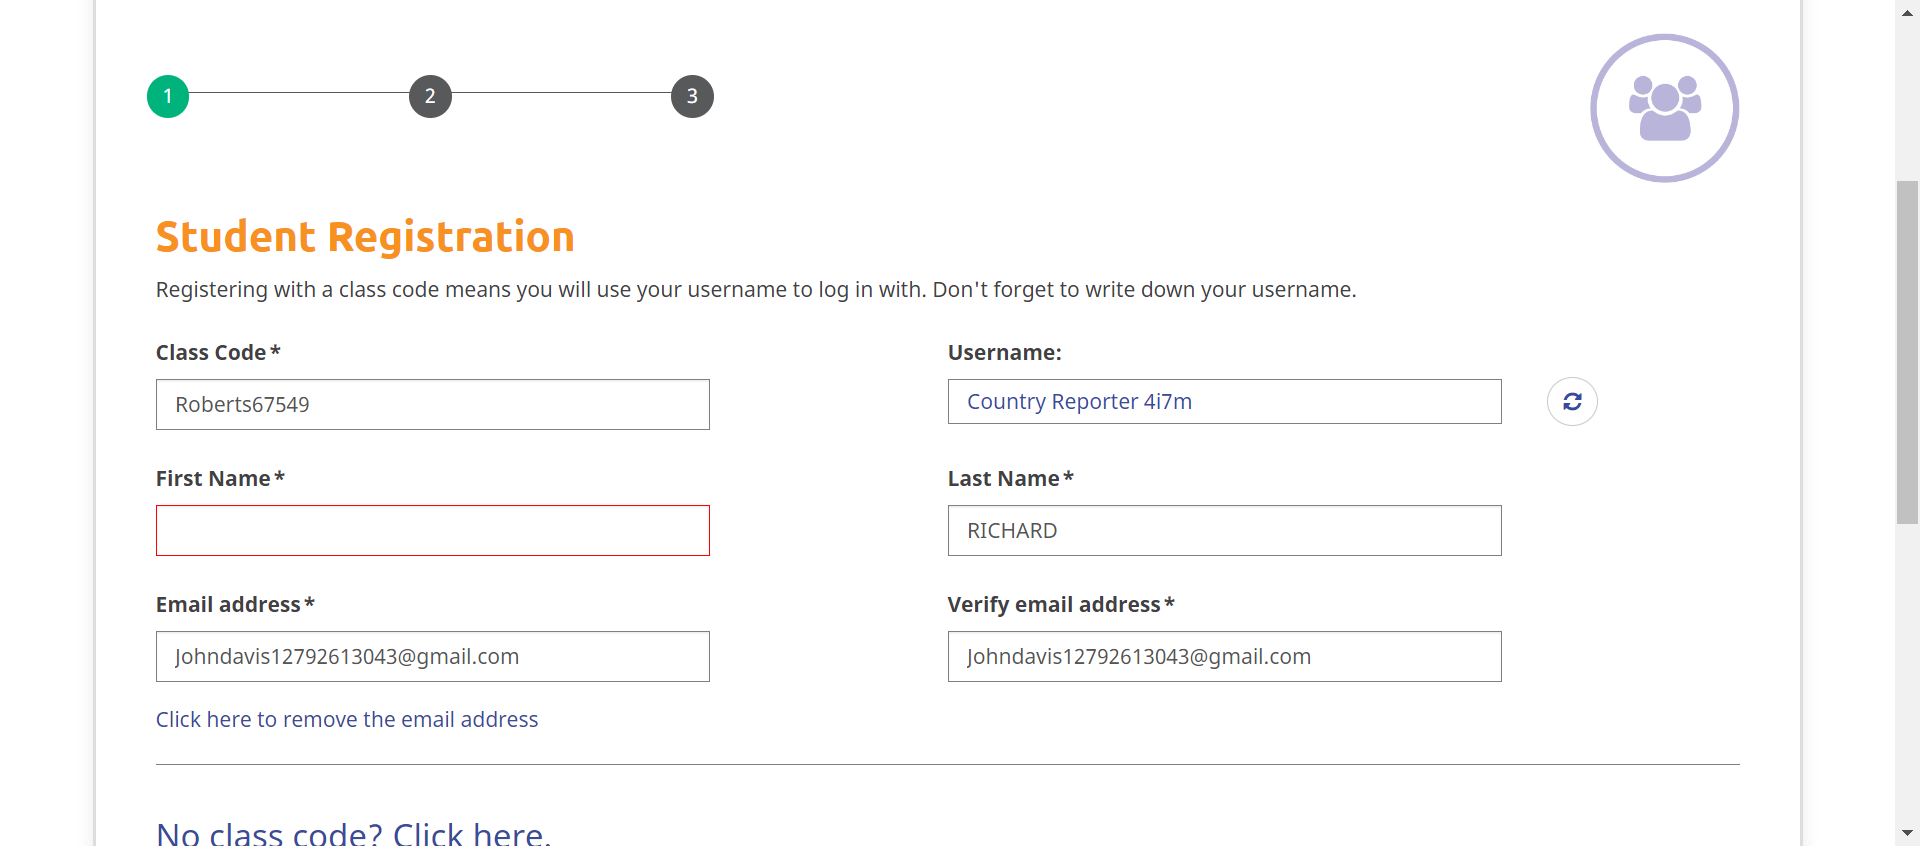 1 2 3
Student Registration
Registering with a class code means you will use your username to log in with. Don't forget to write down your username.
Class Code*
Username:
Roberts67549
Country Reporter 4i7m
First Name*
Last Name*
RICHARD
Email address*
Verify email address*
Johndavis12792613043@gmail.com
Johndavis12792613043@gmail.com
Click here to remove the email address
No class code? Click here.